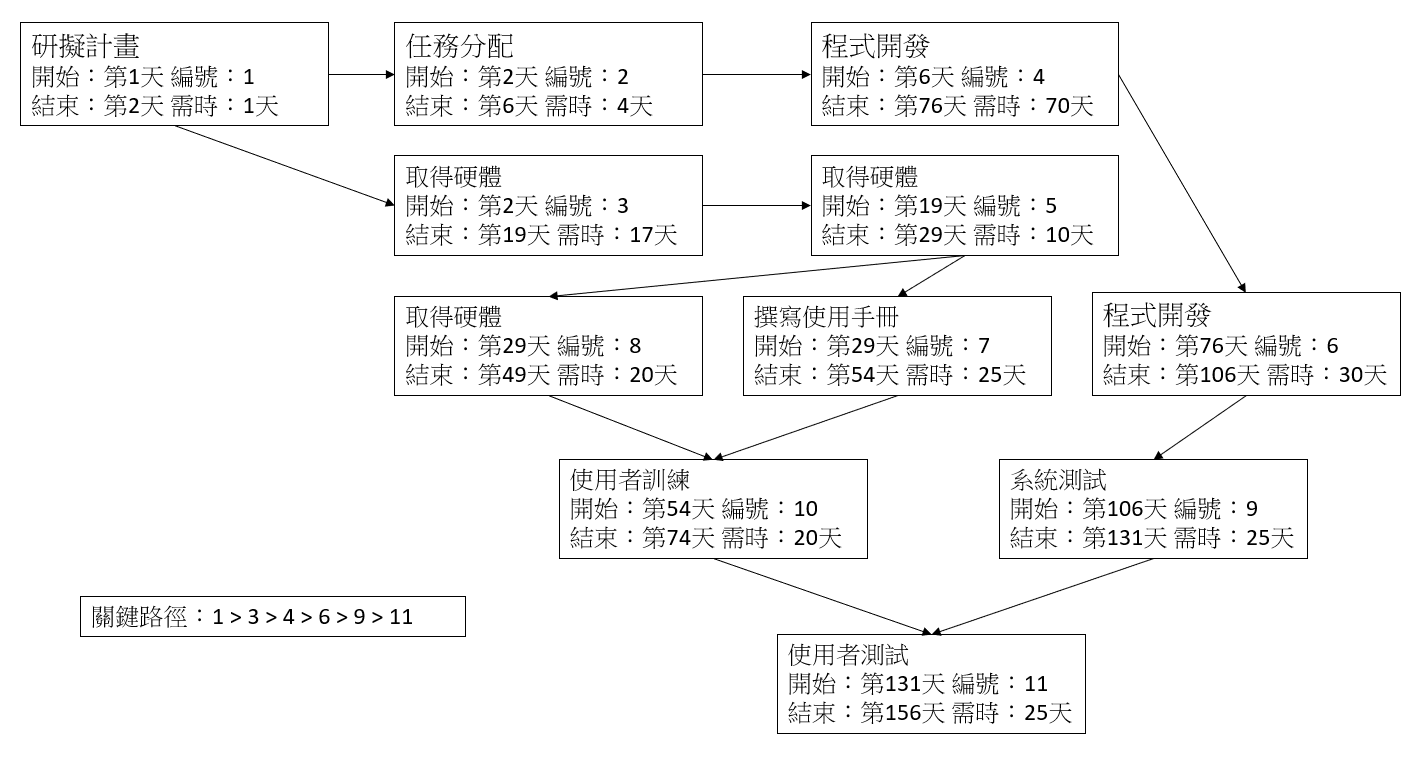 研擬計畫
開始：第1天 編號：1
結束：第2天 需時：1天
任務分配
開始：第2天 編號：2
結束：第6天 需時：4天
程式開發
開始：第6天 編號：4
結束：第76天 需時：70天
取得硬體
開始：第2天 編號：3
結束：第19天 需時：17天
取得硬體
開始：第19天 編號：5
結束：第29天 需時：10天
取得硬體
開始：第29天 編號：8
結束：第49天 需時：20天
撰寫使用手冊
開始：第29天 編號：7
結束：第54天 需時：25天
程式開發
開始：第76天 編號：6
結束：第106天 需時：30天
使用者訓練
開始：第54天 編號：10
結束：第74天 需時：20天
系統測試
開始：第106天 編號：9
結束：第131天 需時：25天
關鍵路徑：1 > 3 > 4 > 6 > 9 > 11
使用者測試
開始：第131天 編號：11
結束：第156天 需時：25天